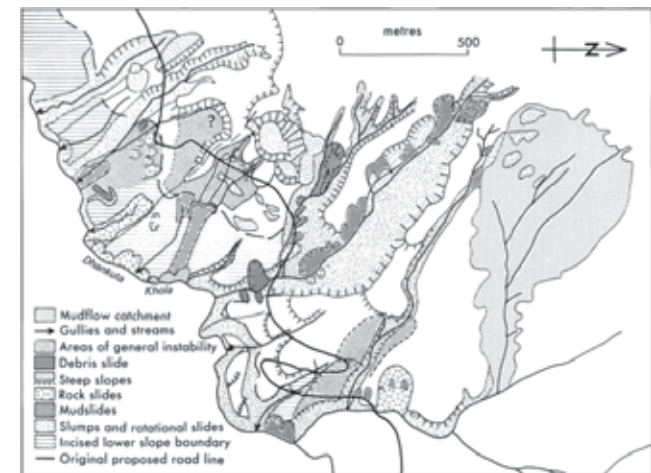 metres
0 500
Z
?
Dhankuta
Khola
Mudflow catchment
Gullies and streams
Areas of general instability
Debris slide
Steep slopes
Rock slides
Mudslides
Slumps and rotational slides
Incised lower slope boundary
Original proposed road line